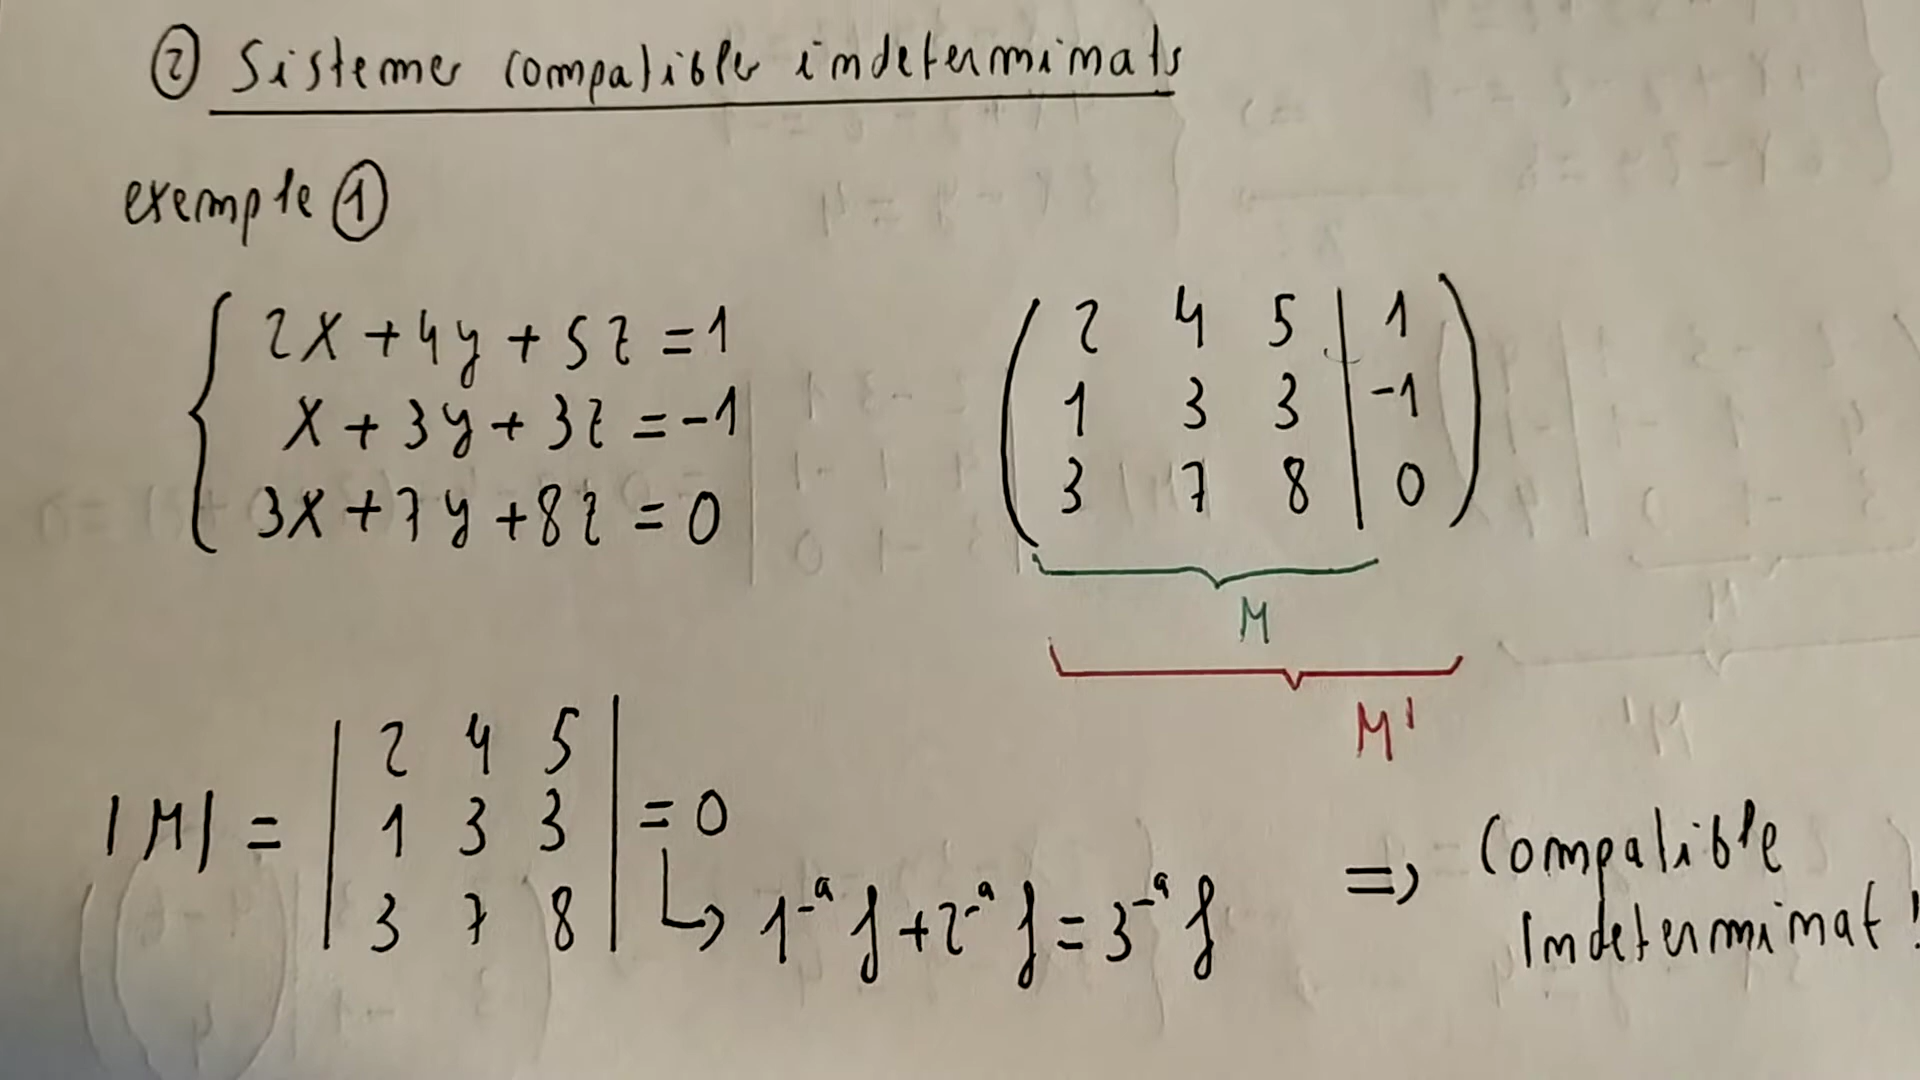 ② Sistemes compatibles indeterminats
exemple ①
2x + 4y + 5z = 1
x + 3y + 3z = -1
3x + 7y + 8z = 0
2 4 5 | 1
1 3 3 | -1
3 7 8 | 0
M
M'
|M| = | 2 4 5 | = 0
1 3 3
3 7 8
↳ 1ª f + 2ª f = 3ª f
=> Compatible
Indeterminat!